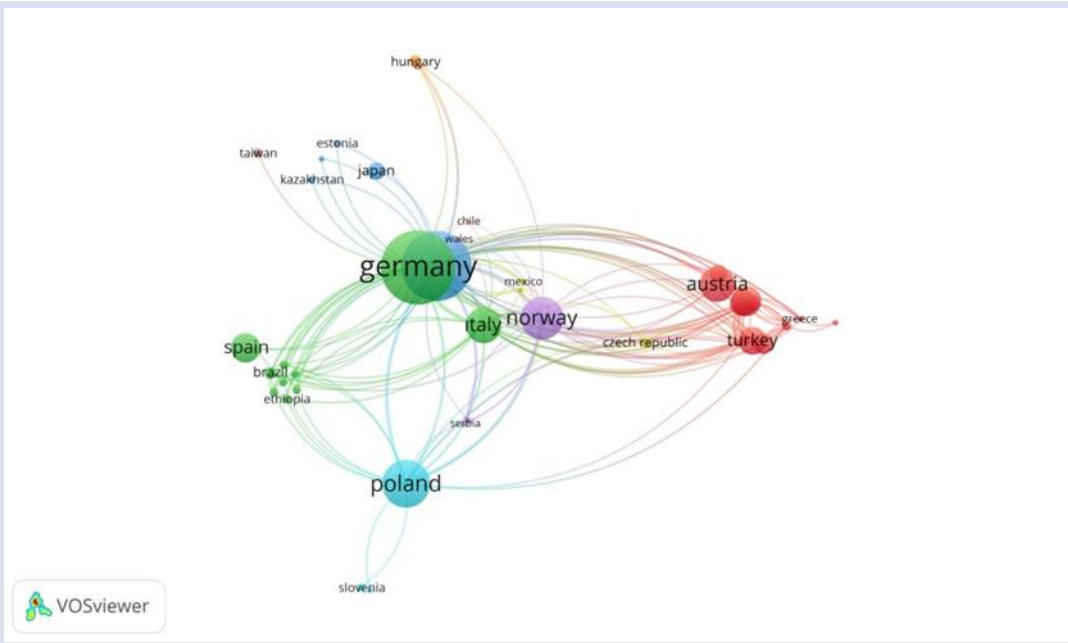 hungary
estonia
taiwan
japan
kazakhstan
chile
wales
germany
mexico
austria
norway
italy
greece
turkey
czech republic
spain
brazil
ethiopia
serbia
poland
slovenia
VOSviewer